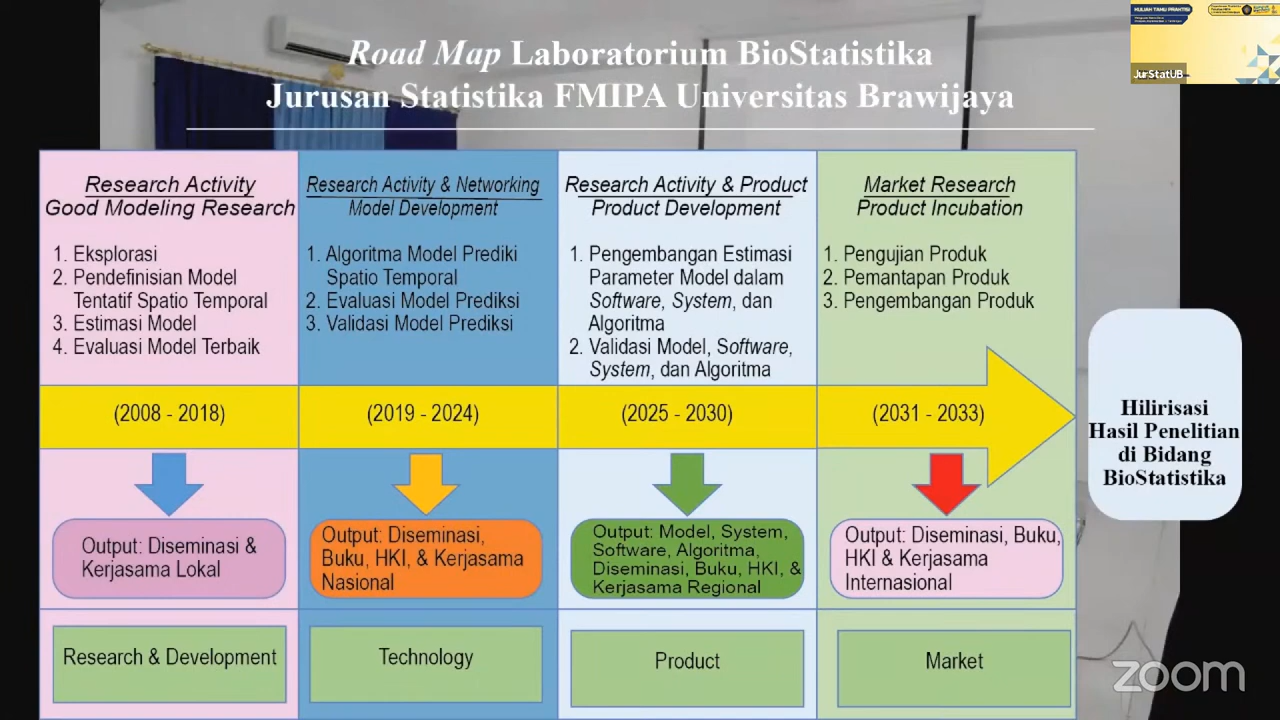 Road Map Laboratorium BioStatistika
Jurusan Statistika FMIPA Universitas Brawijaya
KULIAH TAMU PRAKTISI
JurStatUB
Research Activity
Good Modeling Research
1. Eksplorasi
2. Pendefinisian Model
Tentatif Spatio Temporal
3. Estimasi Model
4. Evaluasi Model Terbaik
Research Activity & Networking
Model Development
1. Algoritma Model Prediki
Spatio Temporal
2. Evaluasi Model Prediksi
3. Validasi Model Prediksi
Research Activity & Product
Product Development
1. Pengembangan Estimasi
Parameter Model dalam
Software, System, dan
Algoritma
2. Validasi Model, Software,
System, dan Algoritma
Market Research
Product Incubation
1. Pengujian Produk
2. Pemantapan Produk
3. Pengembangan Produk
(2008 - 2018)
(2019 - 2024)
(2025 - 2030)
(2031 - 2033)
Hilirisasi
Hasil Penelitian
di Bidang
BioStatistika
Output: Diseminasi &
Kerjasama Lokal
Output: Diseminasi,
Buku, HKI, & Kerjasama
Nasional
Output: Model, System,
Software, Algoritma,
Diseminasi, Buku, HKI, &
Kerjasama Regional
Output: Diseminasi, Buku,
HKI & Kerjasama
Internasional
Research & Development
Technology
Product
Market
zoom